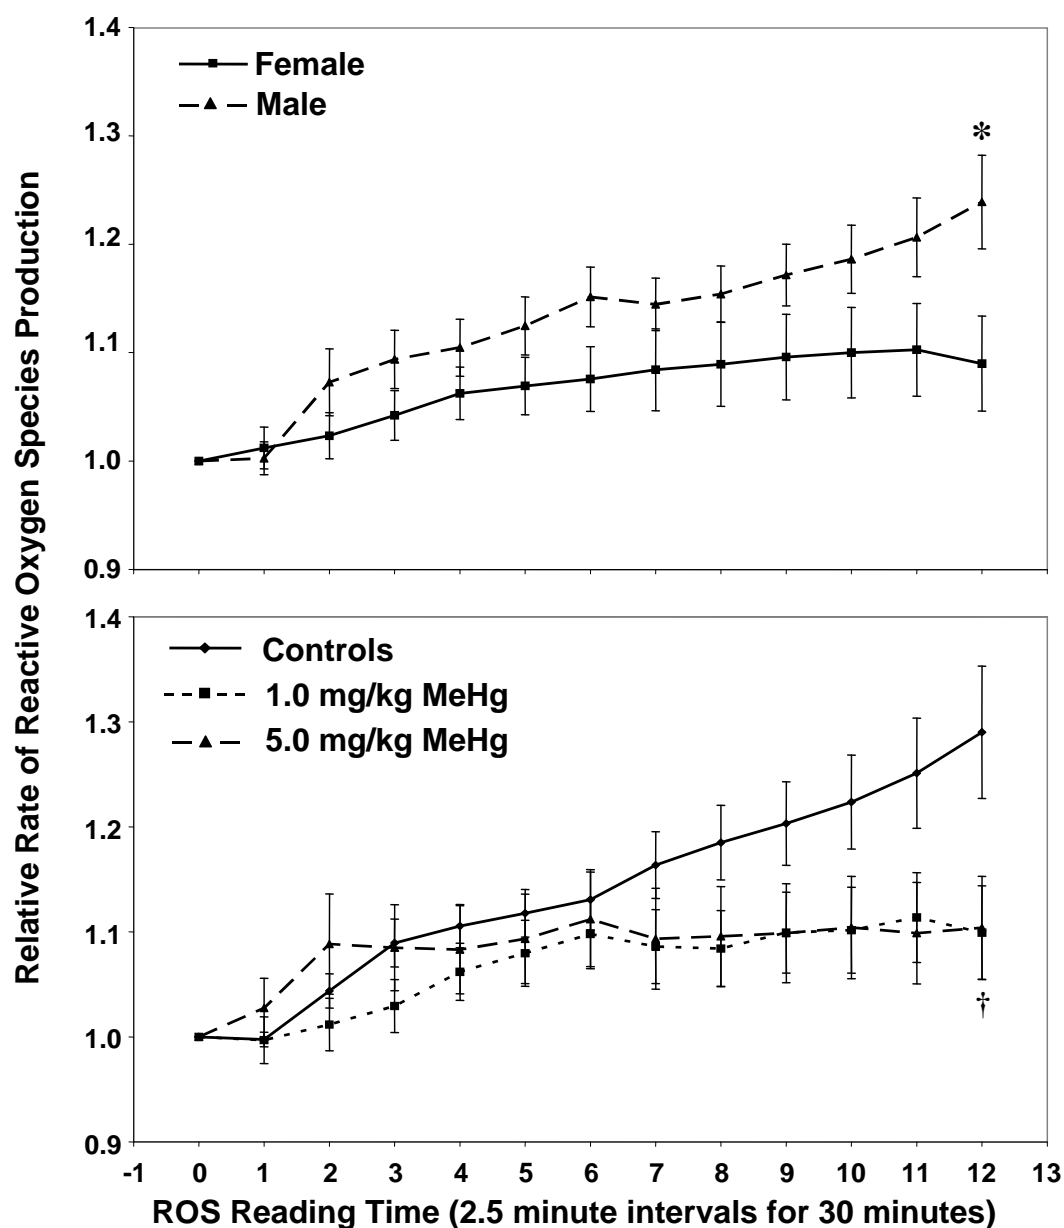 Relative Rate of Reactive Oxygen Species Production
1.4
1.3
1.2
1.1
1.0
0.9
Female
Male
*
1.4
1.3
1.2
1.1
1.0
0.9
Controls
1.0 mg/kg MeHg
5.0 mg/kg MeHg
†
-1 0 1 2 3 4 5 6 7 8 9 10 11 12 13
ROS Reading Time (2.5 minute intervals for 30 minutes)